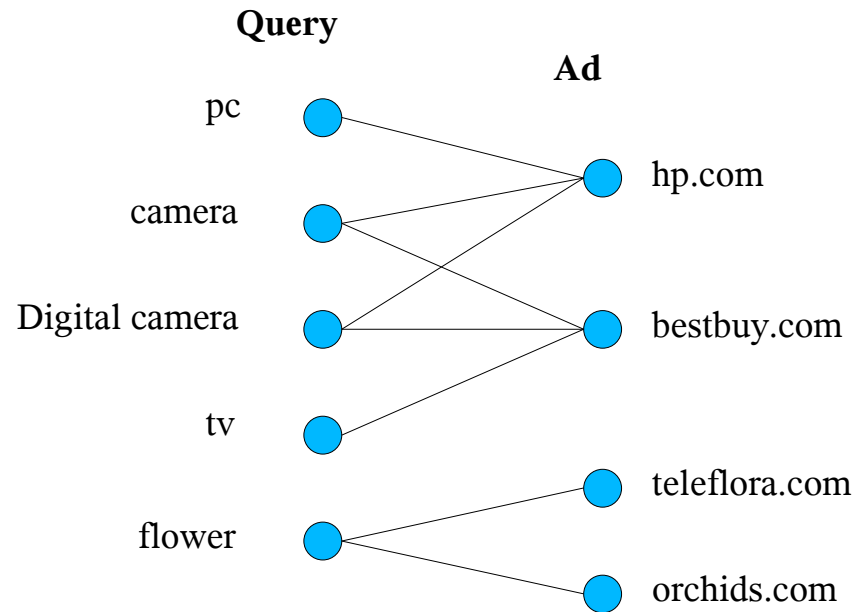 Query
Ad
pc
hp.com
camera
Digital camera
bestbuy.com
tv
teleflora.com
flower
orchids.com